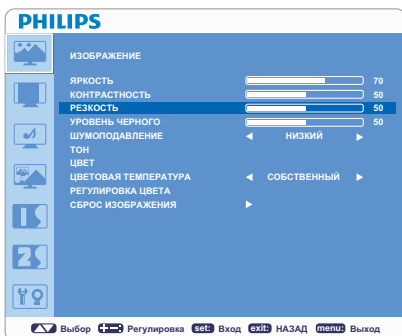 PHILIPS
ИЗОБРАЖЕНИЕ
ЯРКОСТЬ 70
КОНТРАСТНОСТЬ 50
РЕЗКОСТЬ 50
УРОВЕНЬ ЧЕРНОГО 50
ШУМОПОДАВЛЕНИЕ НИЗКИЙ
ТОН
ЦВЕТ
ЦВЕТОВАЯ ТЕМПЕРАТУРА СОБСТВЕННЫЙ
РЕГУЛИРОВКА ЦВЕТА
СБРОС ИЗОБРАЖЕНИЯ
Выбор Регулировка set: Вход exit: НАЗАД menu: Выход